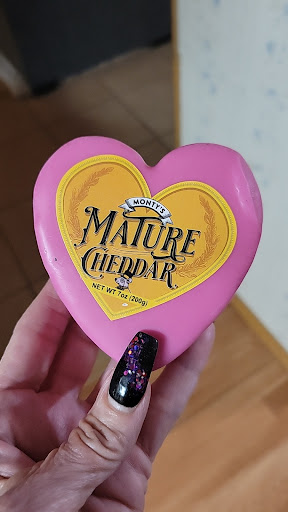 MONTY'S
MATURE
CHEDDAR
NET WT 7oz (200g)